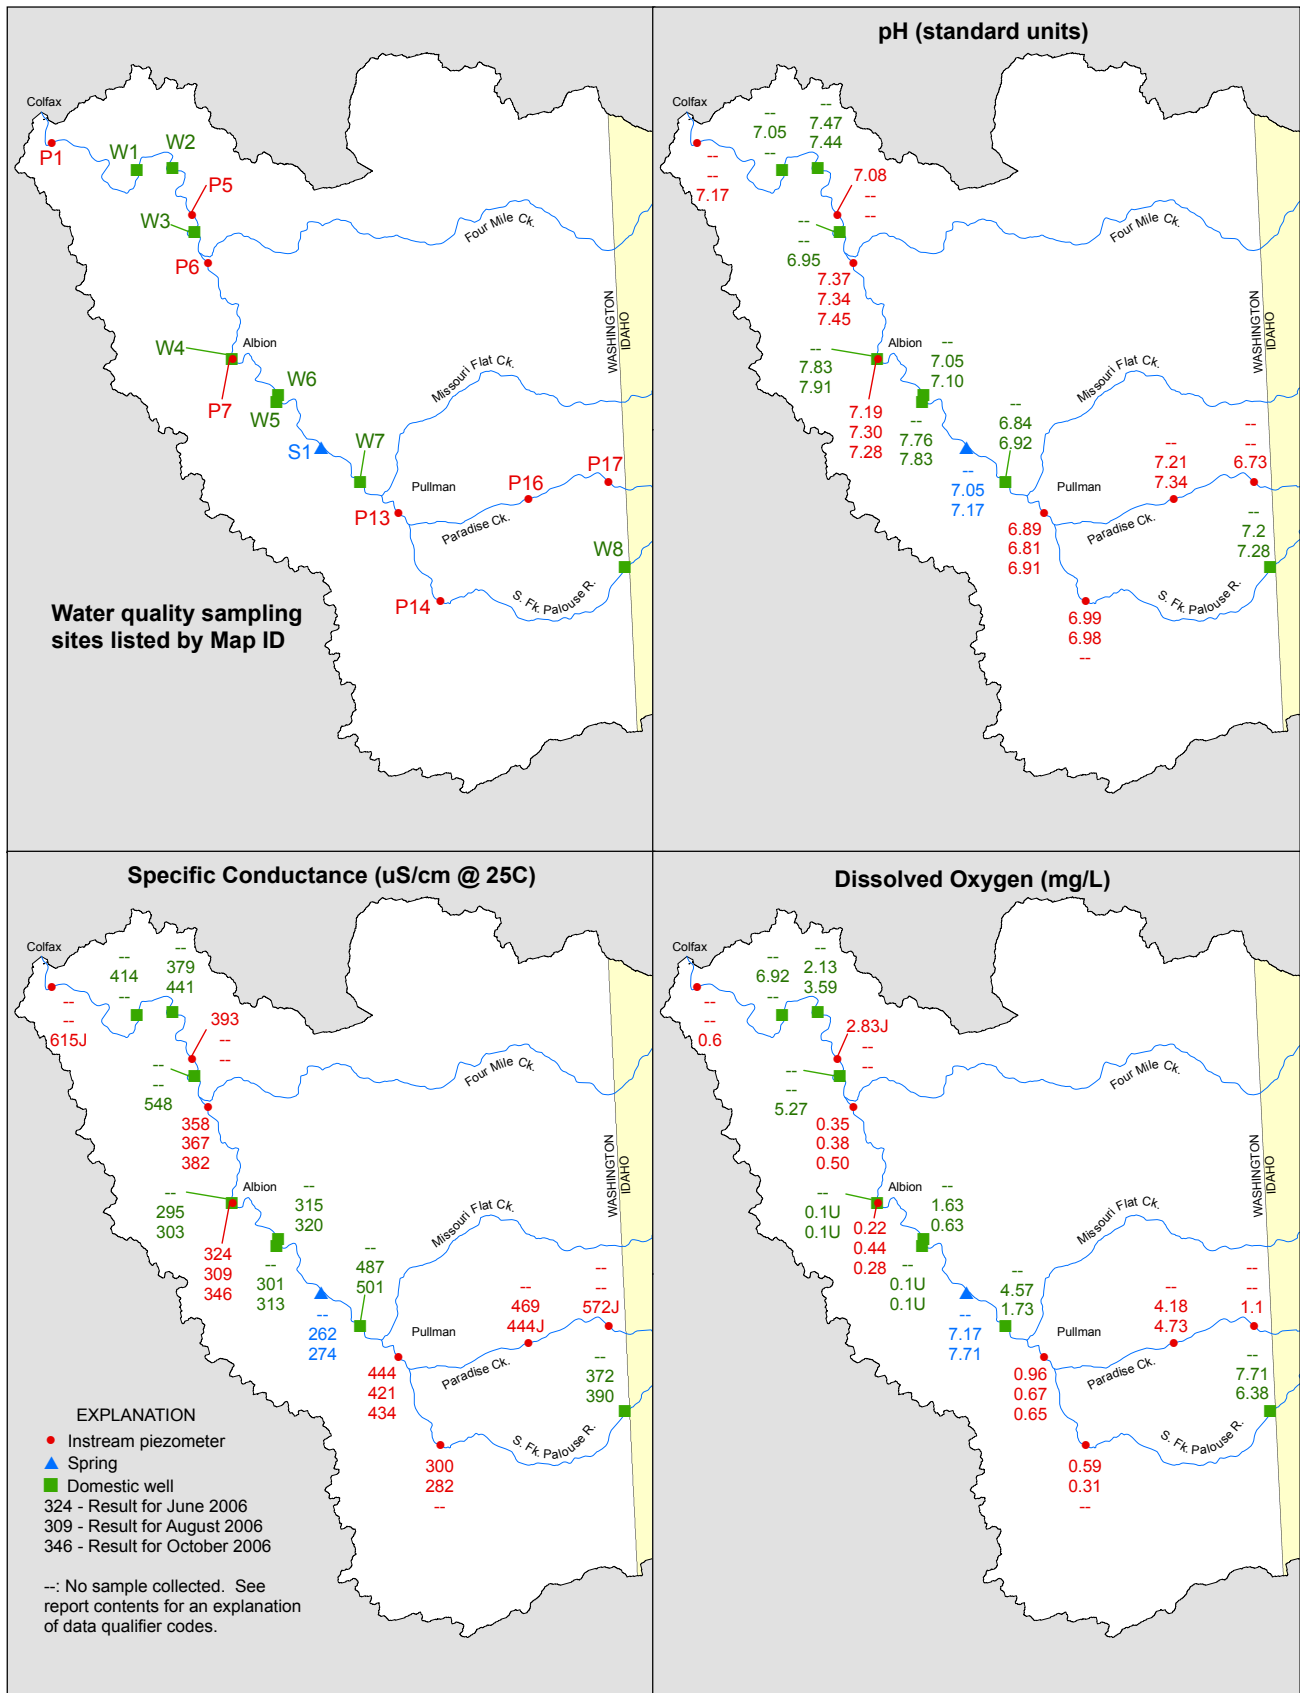 Colfax
P1
W1
W2
P5
W3
Four Mile Ck.
P6
WASHINGTON
IDAHO
W4
Albion
P7
W6
W5
Missouri Flat Ck.
S1
W7
Pullman
P17
P16
P13
Paradise Ck.
W8
P14
S. Fk. Palouse R.
Water quality sampling
sites listed by Map ID
pH (standard units)
Colfax
--
7.05
--
--
7.47
7.44
--
--
7.17
7.08
--
--
--
--
6.95
Four Mile Ck.
7.37
7.34
7.45
WASHINGTON
IDAHO
Albion
--
7.83
7.91
--
7.05
7.10
7.19
7.30
7.28
--
7.76
7.83
Missouri Flat Ck.
--
6.84
6.92
--
7.05
7.17
Pullman
--
7.21
7.34
--
--
6.73
6.89
6.81
6.91
Paradise Ck.
--
7.2
7.28
S. Fk. Palouse R.
6.99
6.98
--
Specific Conductance (uS/cm @ 25C)
Colfax
--
414
--
--
379
441
--
--
615J
393
--
--
--
--
548
Four Mile Ck.
358
367
382
WASHINGTON
IDAHO
Albion
--
295
303
--
315
320
324
309
346
--
301
313
Missouri Flat Ck.
--
487
501
--
262
274
Pullman
--
469
444J
--
--
572J
444
421
434
Paradise Ck.
--
372
390
S. Fk. Palouse R.
300
282
--
EXPLANATION
Instream piezometer
Spring
Domestic well
324 - Result for June 2006
309 - Result for August 2006
346 - Result for October 2006
--: No sample collected. See
report contents for an explanation
of data qualifier codes.
Dissolved Oxygen (mg/L)
Colfax
--
6.92
--
--
2.13
3.59
--
--
0.6
2.83J
--
--
--
--
5.27
Four Mile Ck.
0.35
0.38
0.50
WASHINGTON
IDAHO
Albion
--
0.1U
0.1U
--
1.63
0.63
0.22
0.44
0.28
--
0.1U
0.1U
Missouri Flat Ck.
--
4.57
1.73
--
7.17
7.71
Pullman
--
4.18
4.73
--
--
1.1
0.96
0.67
0.65
Paradise Ck.
--
7.71
6.38
S. Fk. Palouse R.
0.59
0.31
--